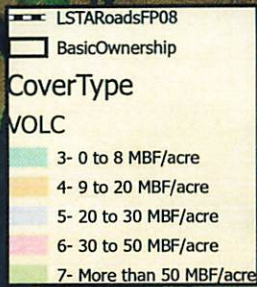 LSTARoadsFP08
BasicOwnership
CoverType
VOLC
3- 0 to 8 MBF/acre
4- 9 to 20 MBF/acre
5- 20 to 30 MBF/acre
6- 30 to 50 MBF/acre
7- More than 50 MBF/acre